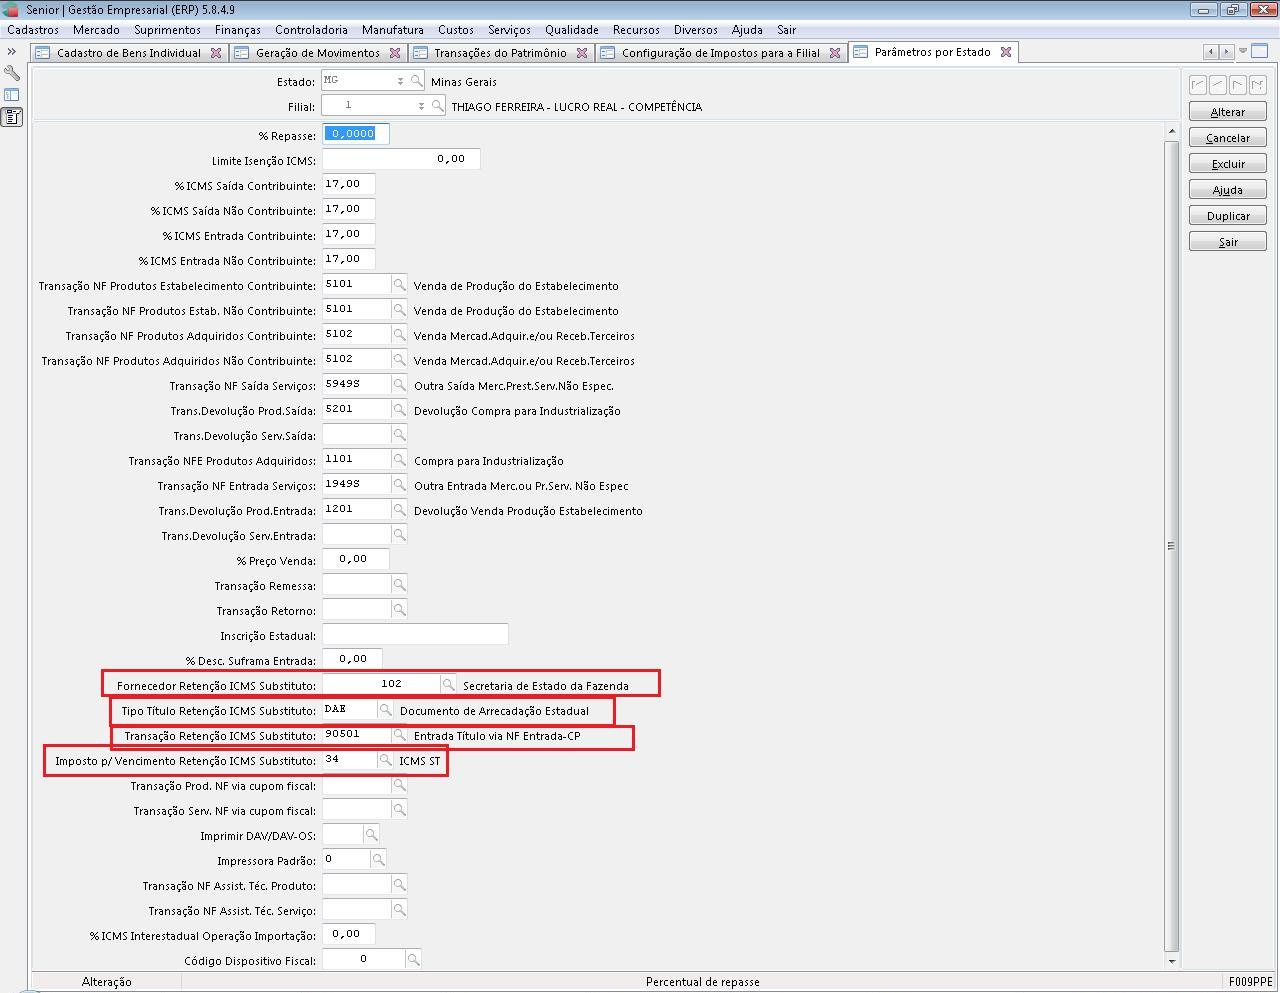 Senior | Gestão Empresarial (ERP) 5.8.4.9
Cadastros Mercado Suprimentos Finanças Controladoria Manufatura Custos Serviços Qualidade Recursos Diversos Ajuda Sair
Cadastro de Bens Individual Geração de Movimentos Transações do Patrimônio Configuração de Impostos para a Filial Parâmetros por Estado
Estado: MG Minas Gerais
Filial: 1 THIAGO FERREIRA - LUCRO REAL - COMPETÊNCIA
% Repasse: 0,0000
Limite Isenção ICMS: 0,00
% ICMS Saída Contribuinte: 17,00
% ICMS Saída Não Contribuinte: 17,00
% ICMS Entrada Contribuinte: 17,00
% ICMS Entrada Não Contribuinte: 17,00
Transação NF Produtos Estabelecimento Contribuinte: 5101 Venda de Produção do Estabelecimento
Transação NF Produtos Estab. Não Contribuinte: 5101 Venda de Produção do Estabelecimento
Transação NF Produtos Adquiridos Contribuinte: 5102 Venda Mercad.Adquir.e/ou Receb.Terceiros
Transação NF Produtos Adquiridos Não Contribuinte: 5102 Venda Mercad.Adquir.e/ou Receb.Terceiros
Transação NF Saída Serviços: 5949S Outra Saída Merc.Prest.Serv.Não Espec.
Trans.Devolução Prod.Saída: 5201 Devolução Compra para Industrialização
Trans.Devolução Serv.Saída:
Transação NFE Produtos Adquiridos: 1101 Compra para Industrialização
Transação NF Entrada Serviços: 1949S Outra Entrada Merc.ou Pr.Serv. Não Espec
Trans.Devolução Prod.Entrada: 1201 Devolução Venda Produção Estabelecimento
Trans.Devolução Serv.Entrada:
% Preço Venda: 0,00
Transação Remessa:
Transação Retorno:
Inscrição Estadual:
% Desc. Suframa Entrada: 0,00
Fornecedor Retenção ICMS Substituto: 102 Secretaria de Estado da Fazenda
Tipo Título Retenção ICMS Substituto: DAE Documento de Arrecadação Estadual
Transação Retenção ICMS Substituto: 90501 Entrada Título via NF Entrada-CP
Imposto p/ Vencimento Retenção ICMS Substituto: 34 ICMS ST
Transação Prod. NF via cupom fiscal:
Transação Serv. NF via cupom fiscal:
Imprimir DAV/DAV-OS:
Impressora Padrão: 0
Transação NF Assist. Téc. Produto:
Transação NF Assist. Téc. Serviço:
% ICMS Interestadual Operação Importação: 0,00
Código Dispositivo Fiscal: 0
Alterar
Cancelar
Excluir
Ajuda
Duplicar
Sair
Alteração Percentual de repasse F009PPE